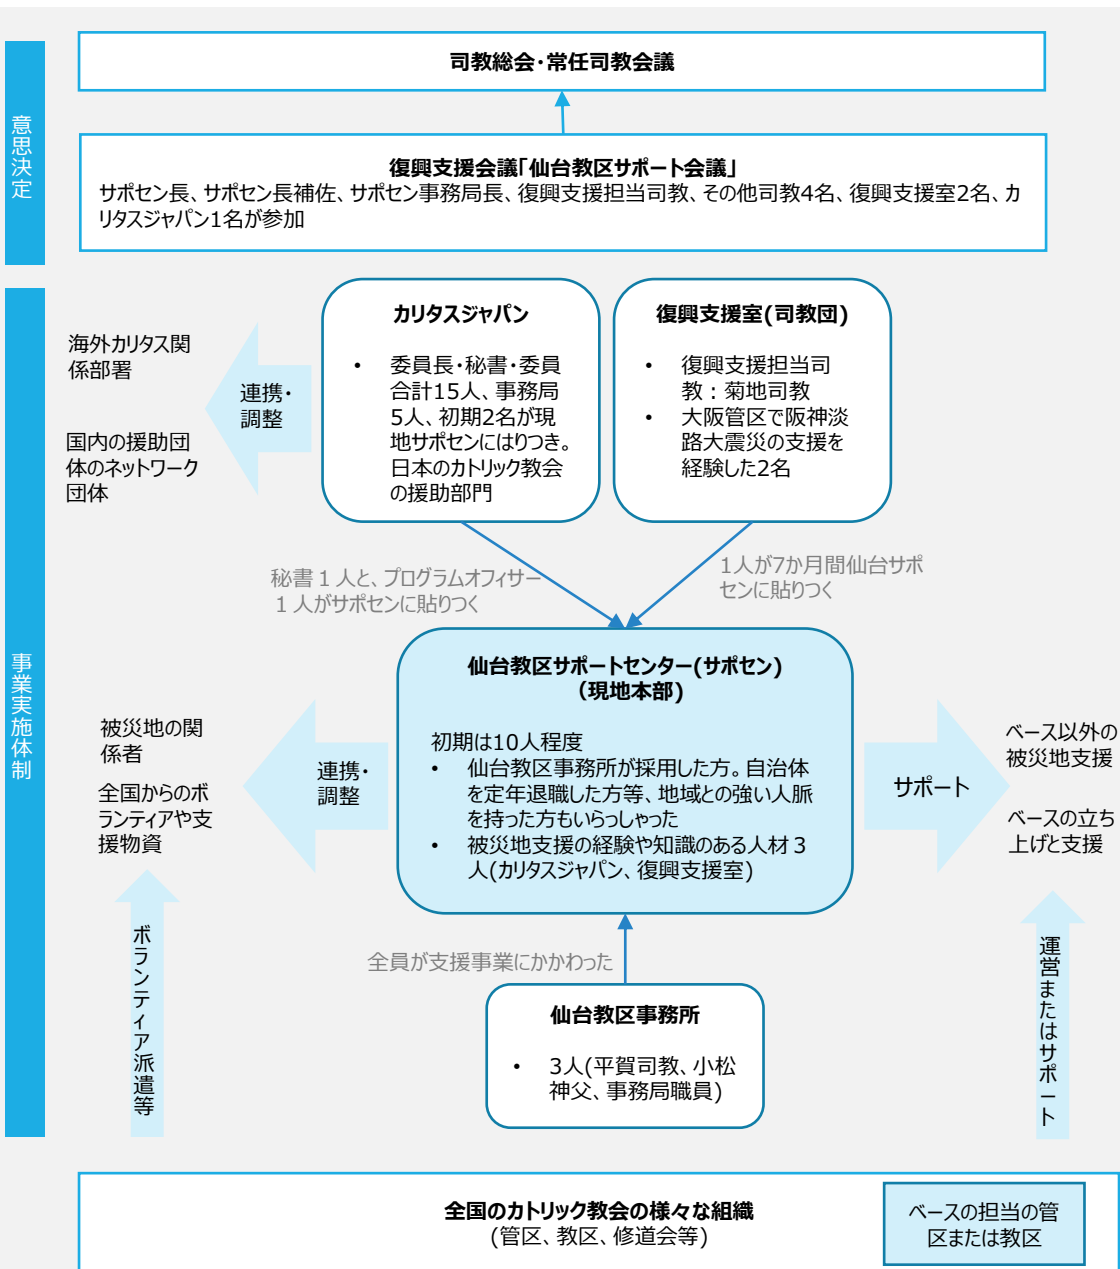 意思決定
司教総会・常任司教会議
復興支援会議「仙台教区サポート会議」
サポセン長、サポセン長補佐、サポセン事務局長、復興支援担当司教、その他司教4名、復興支援室2名、カ
リタスジャパン1名が参加
事業実施体制
海外カリタス関
係部署
国内の援助団
体のネットワーク
団体
連携・
調整
カリタスジャパン
• 委員長・秘書・委員
合計15人、事務局
5人、初期2名が現
地サポセンにはりつき。
日本のカトリック教会
の援助部門
復興支援室(司教団)
• 復興支援担当司
教：菊地司教
• 大阪管区で阪神淡
路大震災の支援を
経験した2名
秘書１人と、プログラムオフィサー
１人がサポセンに貼りつく
1人が7か月間仙台サポ
センに貼りつく
被災地の関
係者
全国からのボ
ランティアや支
援物資
連携・
調整
仙台教区サポートセンター(サポセン)
（現地本部)
初期は10人程度
• 仙台教区事務所が採用した方。自治体
を定年退職した方等、地域との強い人脈
を持った方もいらっしゃった
• 被災地支援の経験や知識のある人材３
人(カリタスジャパン、復興支援室)
サポート
ベース以外の
被災地支援
ベースの立ち
上げと支援
ボランティア派遣等
全員が支援事業にかかわった
仙台教区事務所
• 3人(平賀司教、小松
神父、事務局職員)
運営またはサポート
全国のカトリック教会の様々な組織
(管区、教区、修道会等)
ベースの担当の管
区または教区